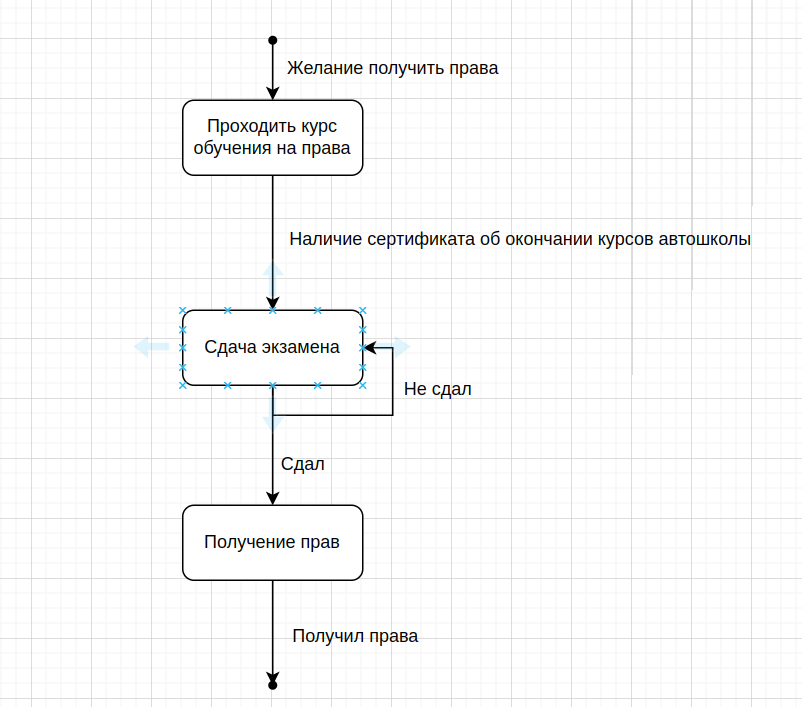 Желание получить права
Проходить курс
обучения на права
Наличие сертификата об окончании курсов автошколы
Сдача экзамена
Не сдал
Сдал
Получение прав
Получил права